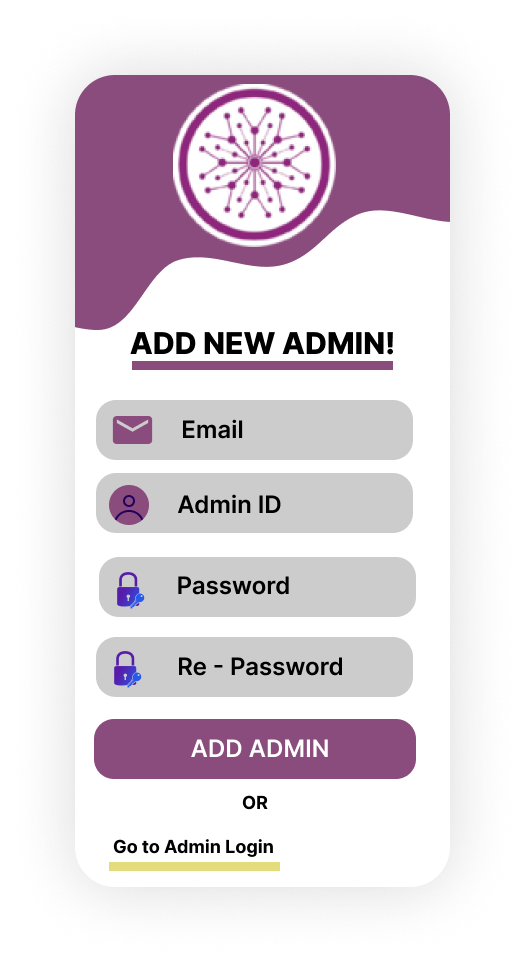 ADD NEW ADMIN!
Email
Admin ID
Password
Re - Password
ADD ADMIN
OR
Go to Admin Login